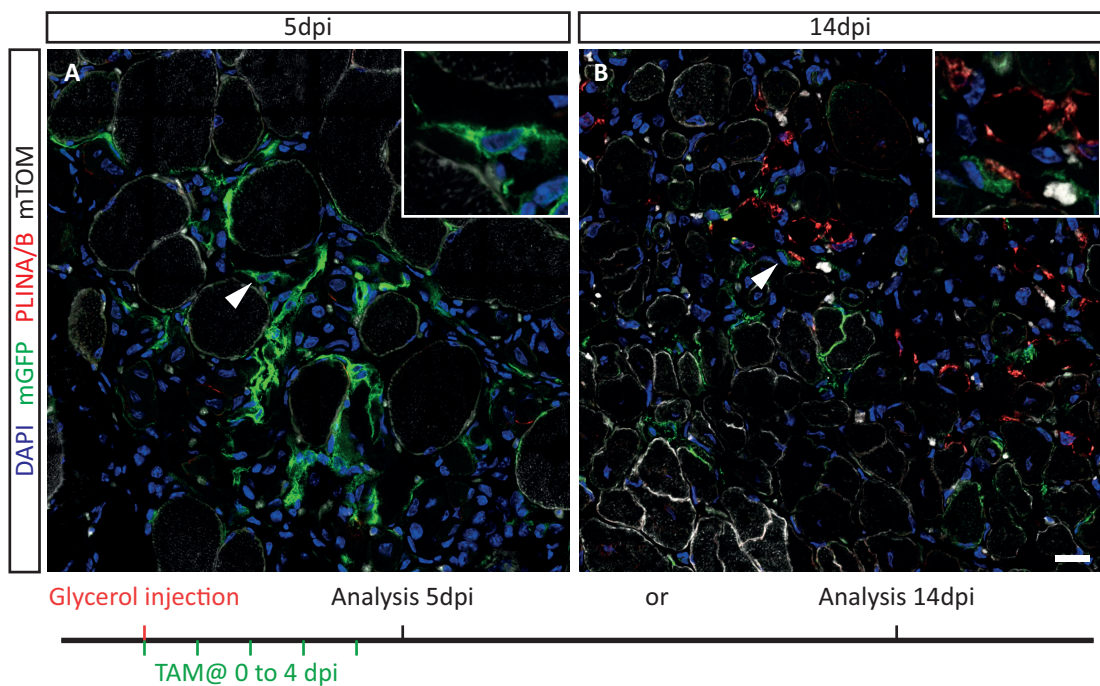 5dpi
14dpi
A
B
DAPI mGFP PLINA/B mTOM
Glycerol injection
Analysis 5dpi
or
Analysis 14dpi
TAM@ 0 to 4 dpi